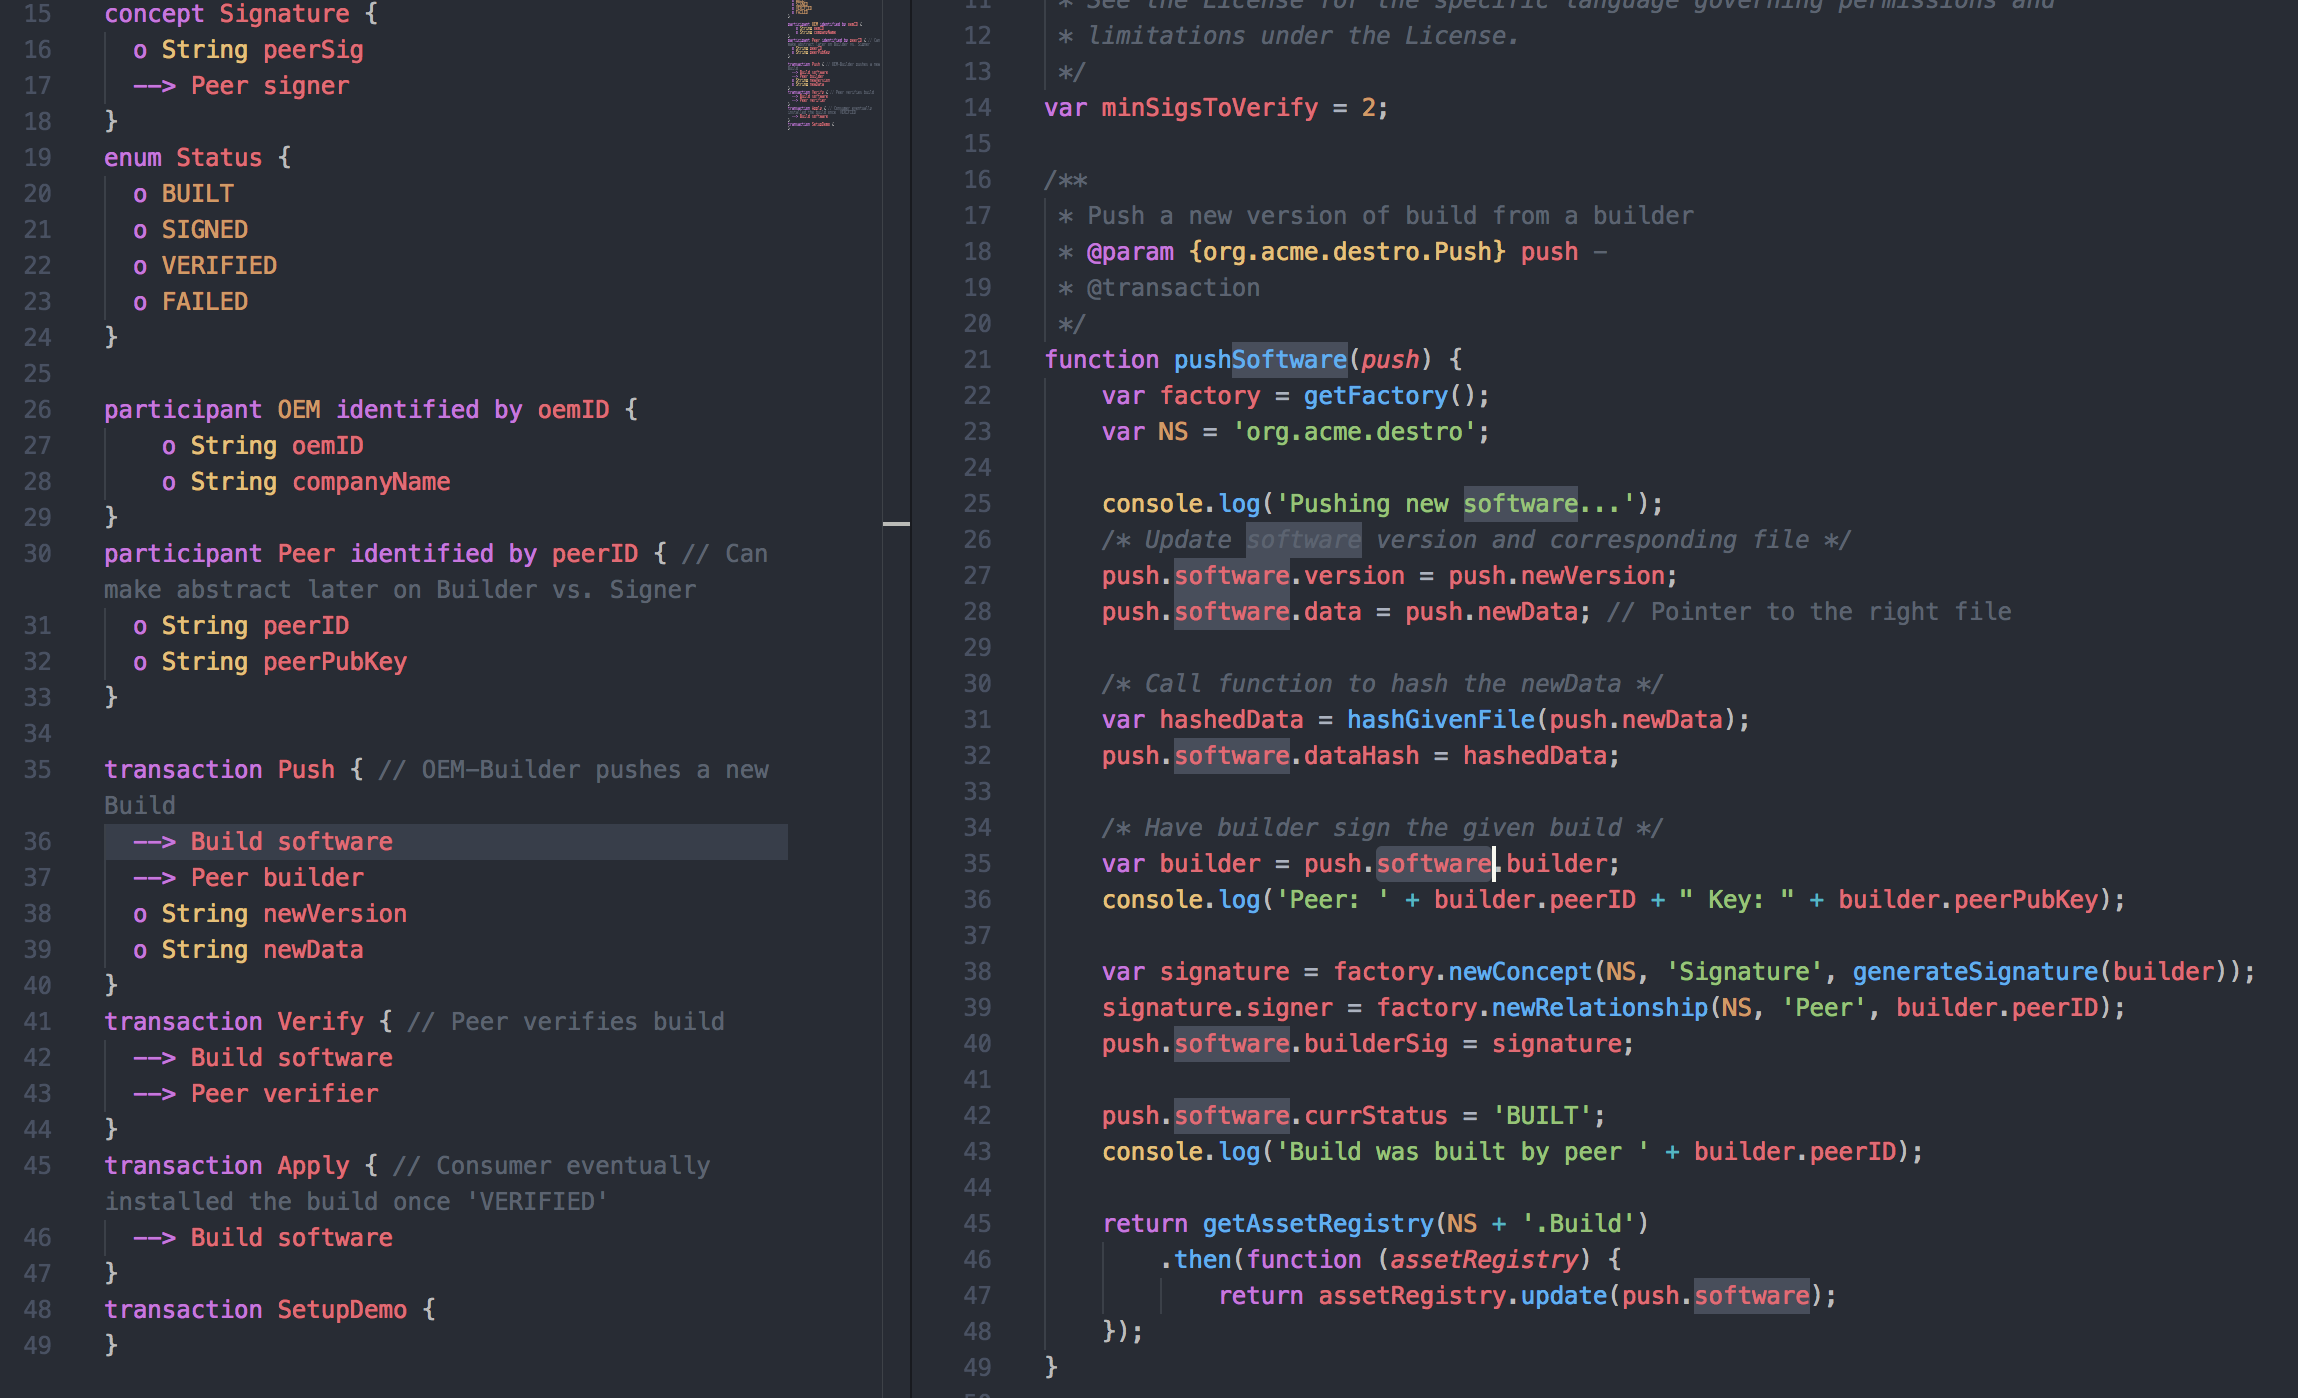 15 concept Signature {
16 o String peerSig
17 --> Peer signer
18 }
19 enum Status {
20 o BUILT
21 o SIGNED
22 o VERIFIED
23 o FAILED
24 }
25
26 participant OEM identified by oemID {
27 o String oemID
28 o String companyName
29 }
30 participant Peer identified by peerID { // Can
make abstract later on Builder vs. Signer
31 o String peerID
32 o String peerPubKey
33 }
34
35 transaction Push { // OEM-Builder pushes a new
Build
36 --> Build software
37 --> Peer builder
38 o String newVersion
39 o String newData
40 }
41 transaction Verify { // Peer verifies build
42 --> Build software
43 --> Peer verifier
44 }
45 transaction Apply { // Consumer eventually
installed the build once 'VERIFIED'
46 --> Build software
47 }
48 transaction SetupDemo {
49 }
11 * See the License for the specific language governing permissions and
12 * limitations under the License.
13 */
14 var minSigsToVerify = 2;
15
16 /**
17 * Push a new version of build from a builder
18 * @param {org.acme.destro.Push} push -
19 * @transaction
20 */
21 function pushSoftware(push) {
22 var factory = getFactory();
23 var NS = 'org.acme.destro';
24
25 console.log('Pushing new software...');
26 /* Update software version and corresponding file */
27 push.software.version = push.newVersion;
28 push.software.data = push.newData; // Pointer to the right file
29
30 /* Call function to hash the newData */
31 var hashedData = hashGivenFile(push.newData);
32 push.software.dataHash = hashedData;
33
34 /* Have builder sign the given build */
35 var builder = push.software.builder;
36 console.log('Peer: ' + builder.peerID + " Key: " + builder.peerPubKey);
37
38 var signature = factory.newConcept(NS, 'Signature', generateSignature(builder));
39 signature.signer = factory.newRelationship(NS, 'Peer', builder.peerID);
40 push.software.builderSig = signature;
41
42 push.software.currStatus = 'BUILT';
43 console.log('Build was built by peer ' + builder.peerID);
44
45 return getAssetRegistry(NS + '.Build')
46 .then(function (assetRegistry) {
47 return assetRegistry.update(push.software);
48 });
49 }